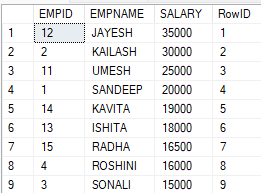 EMPID EMPNAME SALARY RowID
1 12 JAYESH 35000 1
2 2 KAILASH 30000 2
3 11 UMESH 25000 3
4 1 SANDEEP 20000 4
5 14 KAVITA 19000 5
6 13 ISHITA 18000 6
7 15 RADHA 16500 7
8 4 ROSHINI 16000 8
9 3 SONALI 15000 9